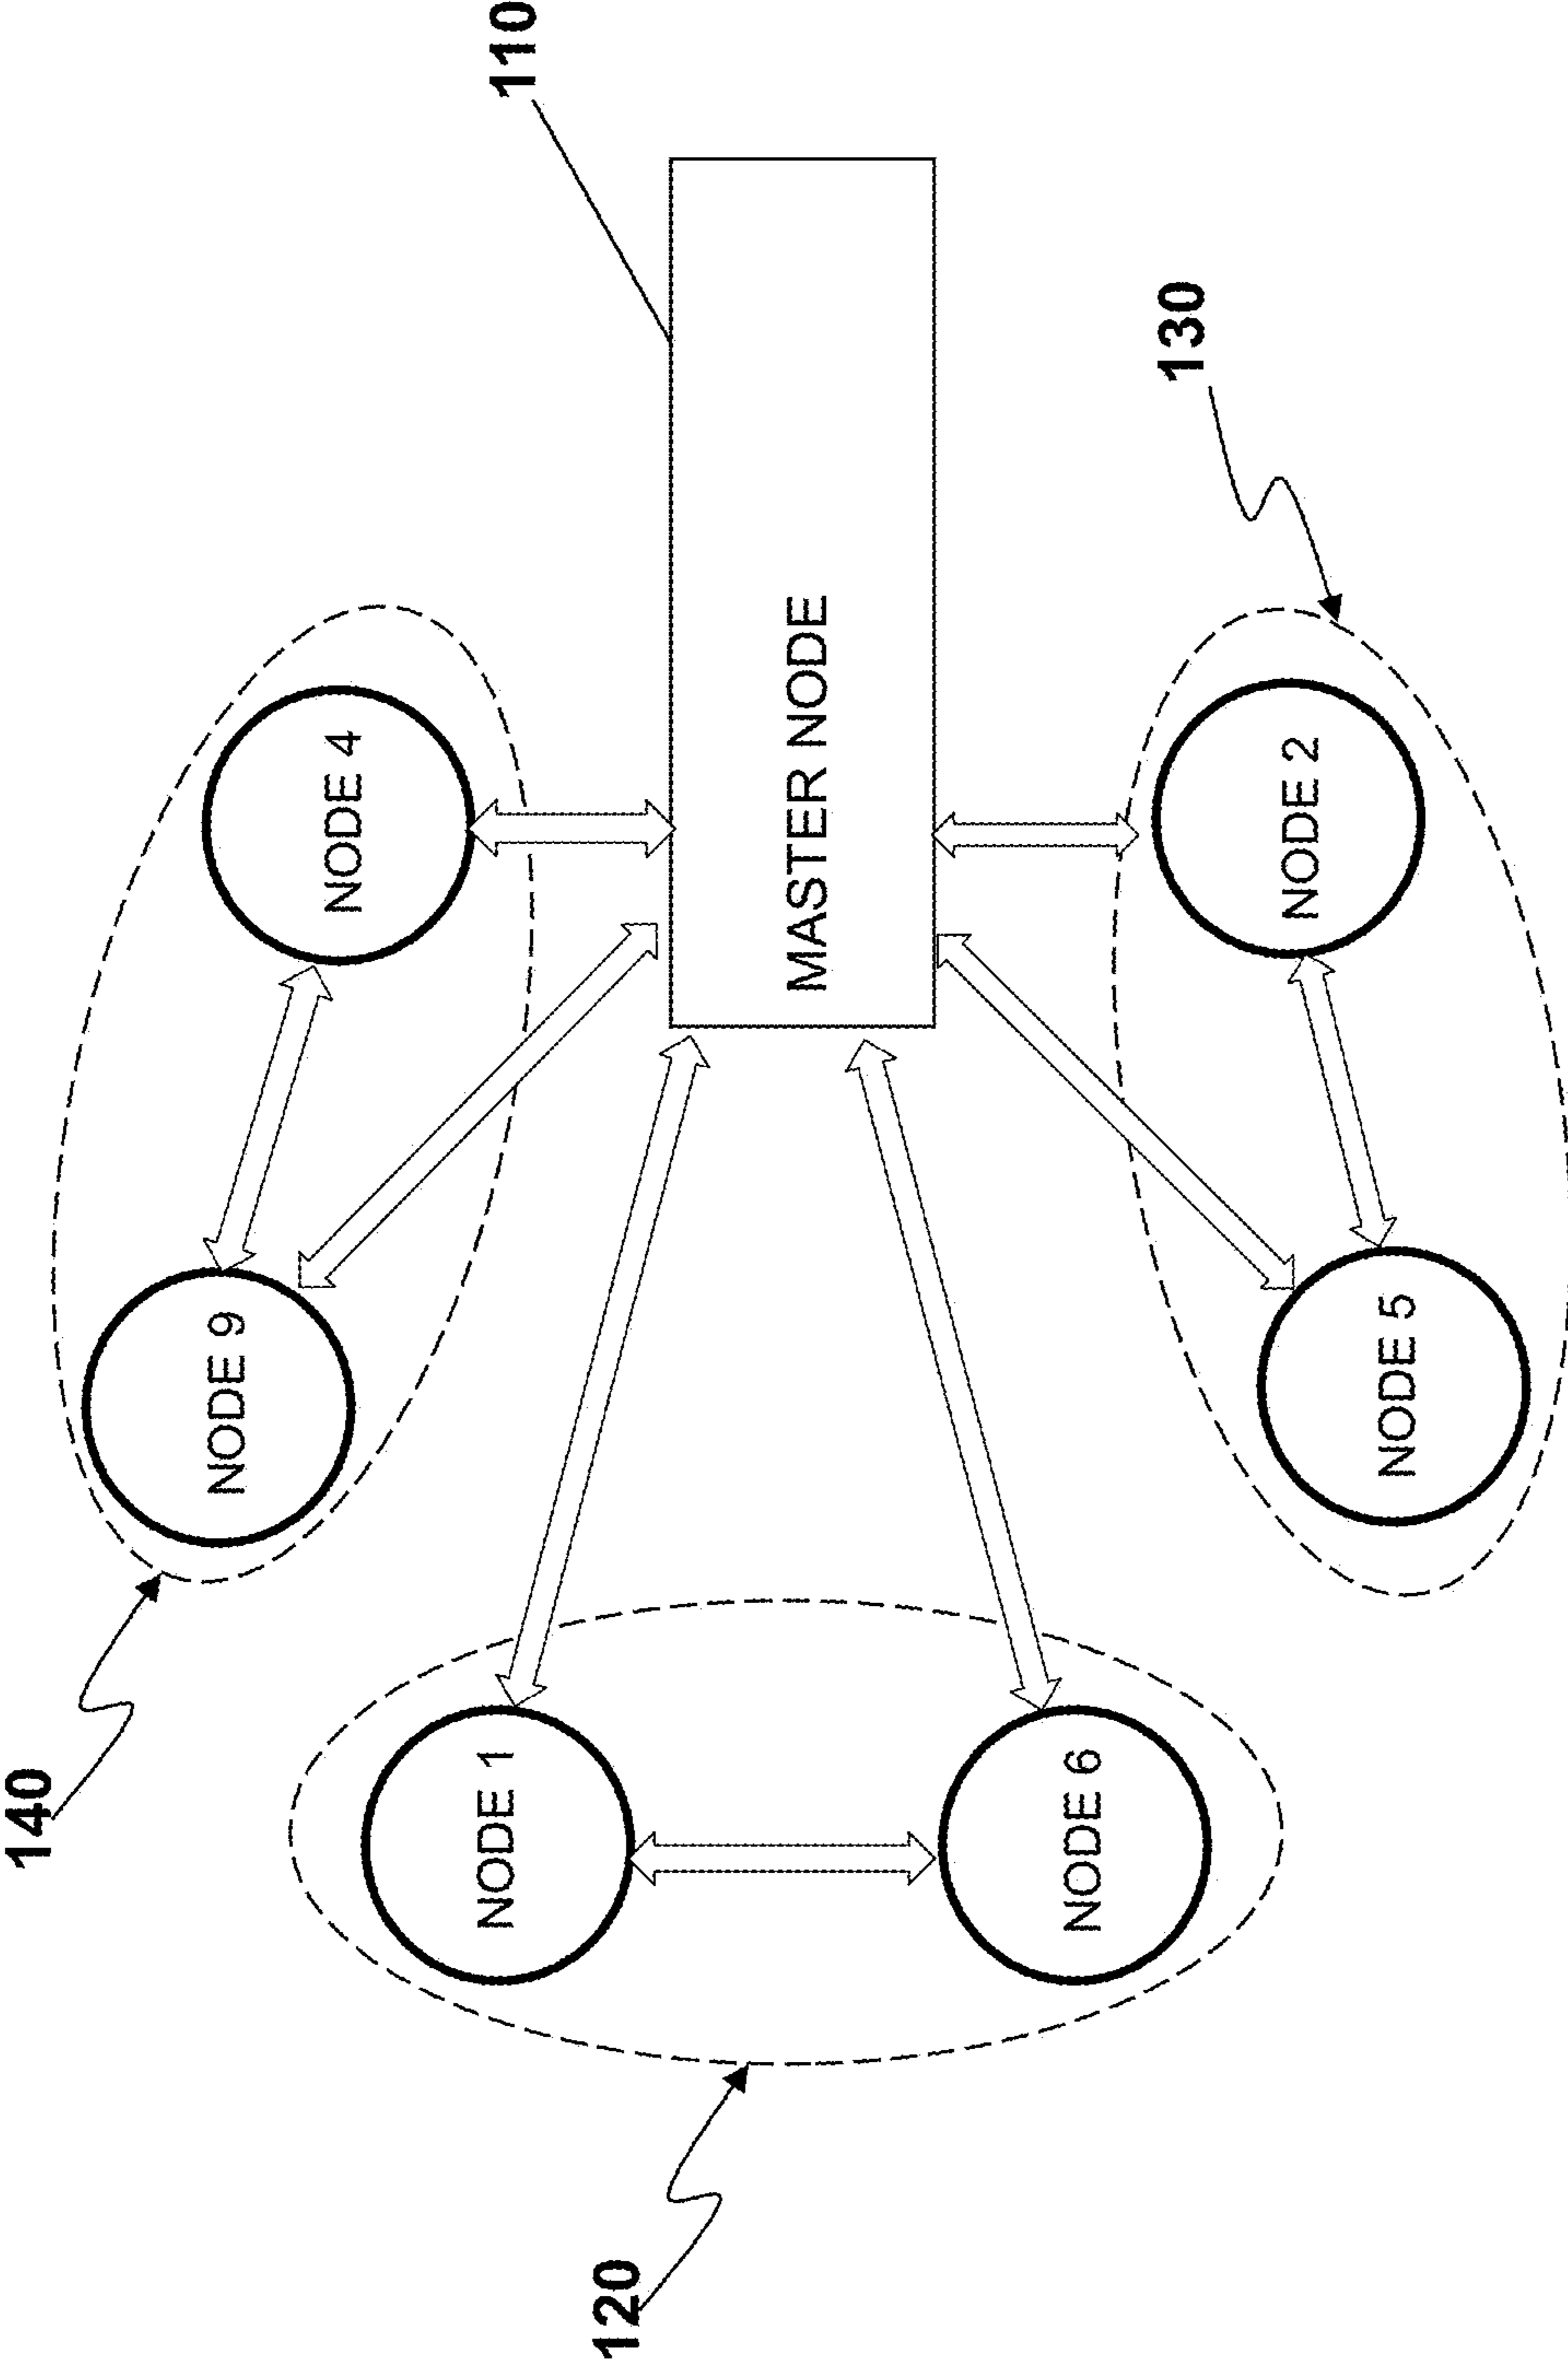 110
MASTER NODE
140
NODE 9
NODE 4
130
NODE 2
NODE 5
120
NODE 1
NODE 6